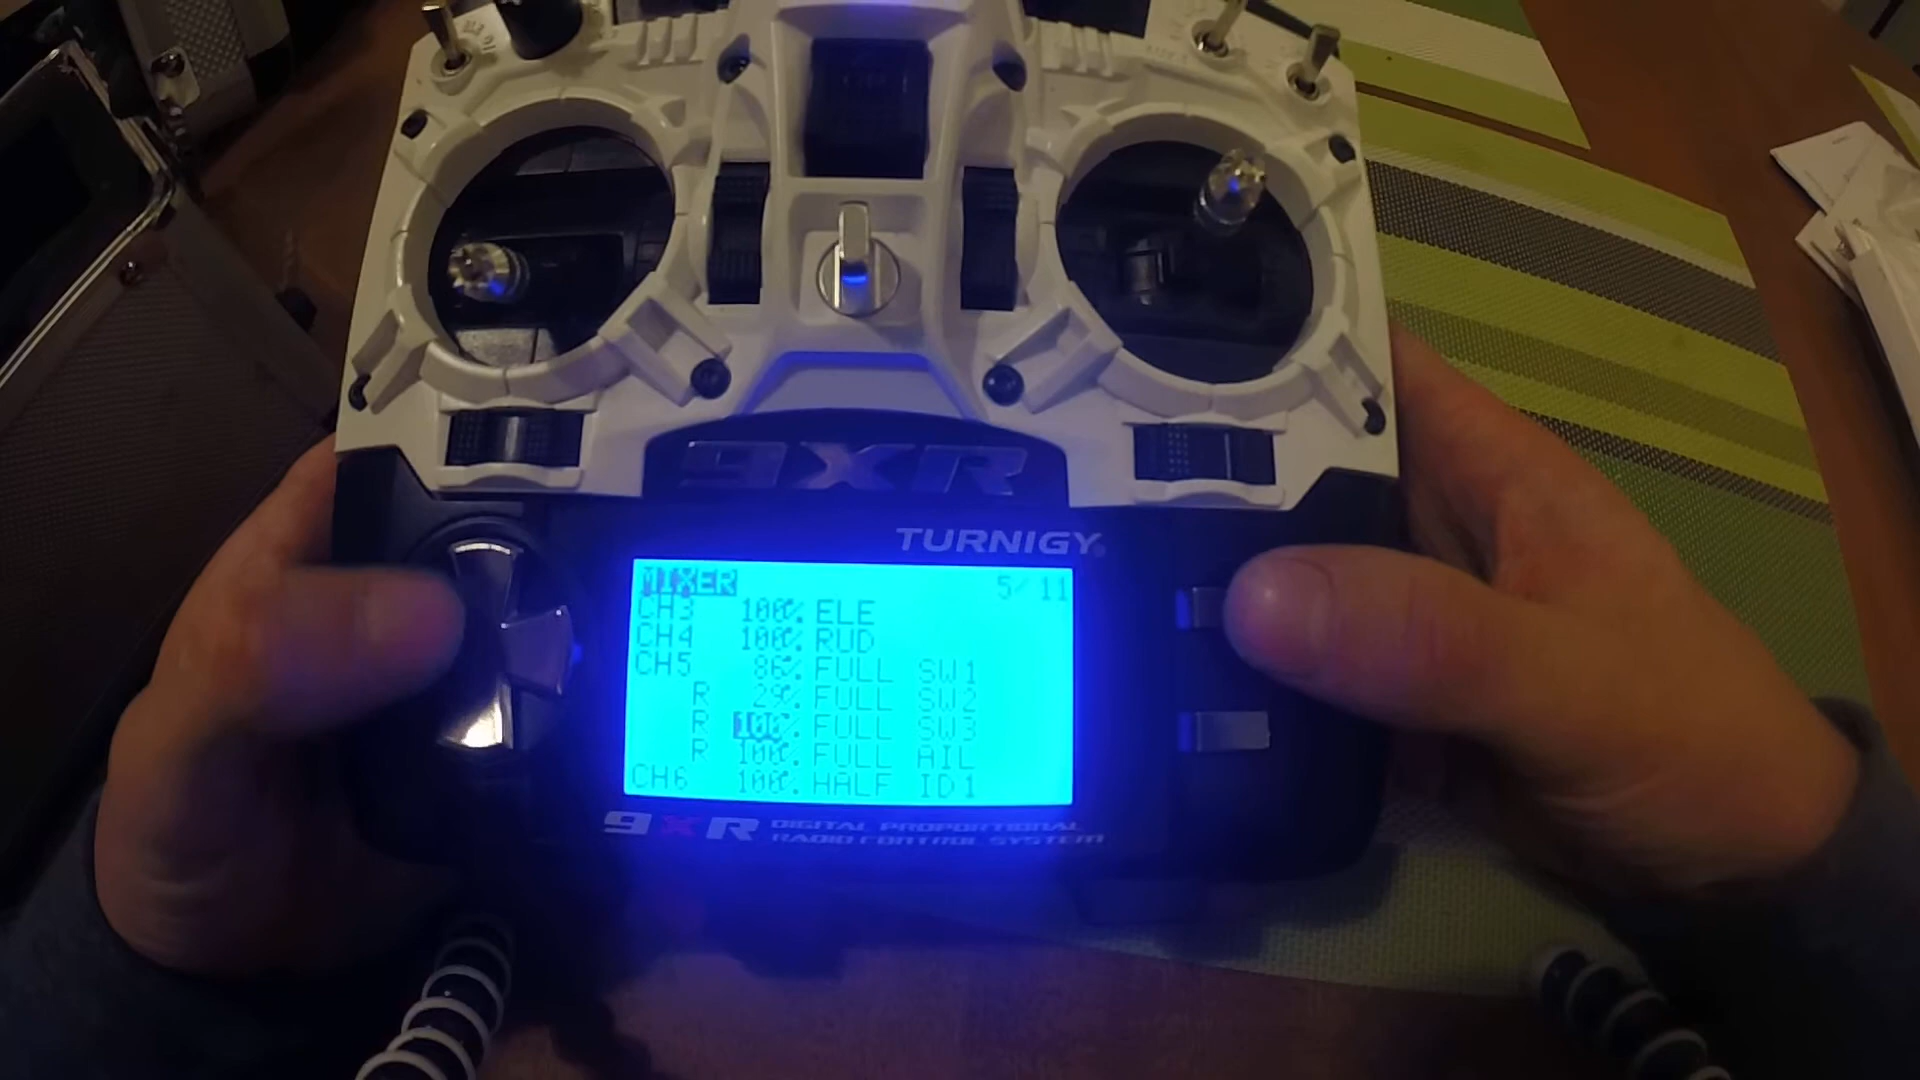 9XR
TURNIGY
MIXER 5/11
CH3 100% ELE
CH4 100% RUD
CH5 86% FULL SW1
R 29% FULL SW2
R 100% FULL SW3
R 100% FULL AIL
CH6 100% HALF ID1
9XR DIGITAL PROPORTIONAL
RADIO CONTROL SYSTEM